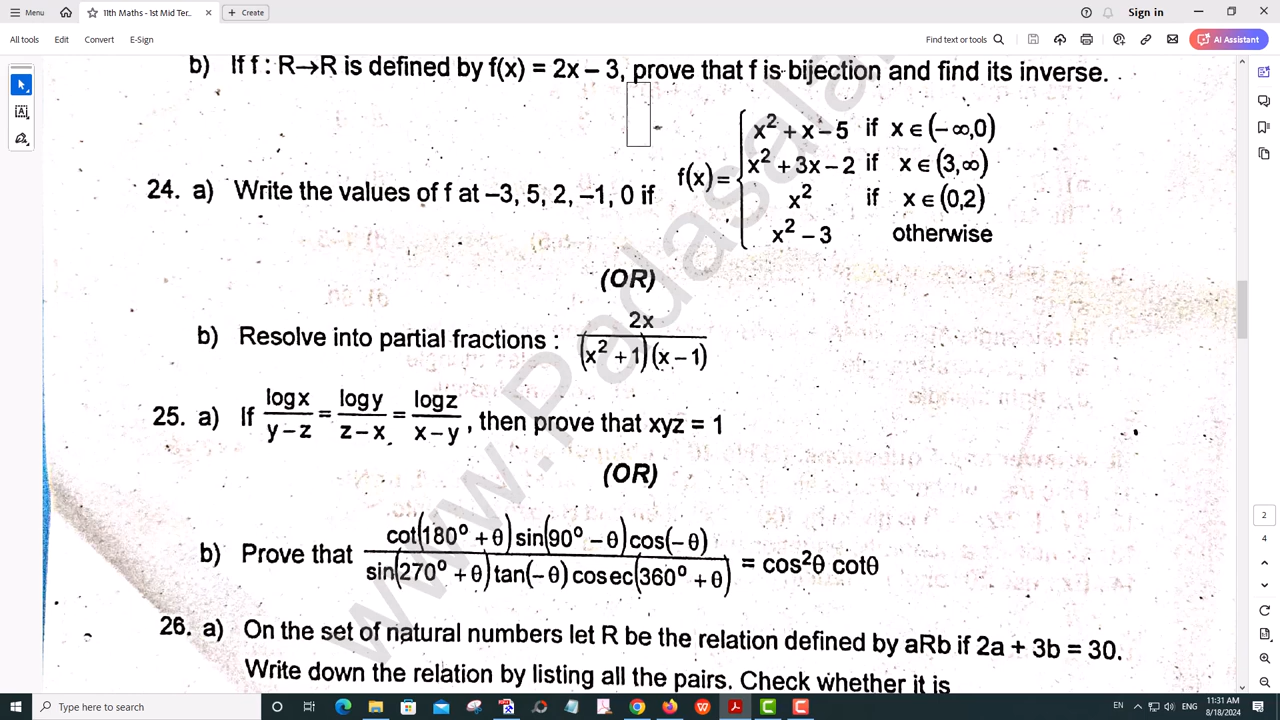 Menu
11th Maths - 1st Mid Ter...
Create
Sign in
All tools Edit Convert E-Sign
Find text or tools
AI Assistant
b) If f : R→R is defined by f(x) = 2x – 3, prove that f is bijection and find its inverse.
24. a) Write the values of f at –3, 5, 2, –1, 0 if f(x) = { x² + x – 5 if x ∈ (– ∞,0)
x² + 3x – 2 if x ∈ (3,∞)
x² if x ∈ (0,2)
x² – 3 otherwise
(OR)
b) Resolve into partial fractions : 2x / (x² + 1)(x – 1)
25. a) If logx / y – z = logy / z – x = logz / x – y, then prove that xyz = 1
(OR)
b) Prove that cot(180° + θ) sin(90° – θ) cos(– θ) / sin(270° + θ) tan(– θ) cosec(360° + θ) = cos²θ cotθ
26. a) On the set of natural numbers let R be the relation defined by aRb if 2a + 3b = 30.
Write down the relation by listing all the pairs. Check whether it is
www.Padasalai
2
4
Type here to search
EN
11:31 AM
8/18/2024